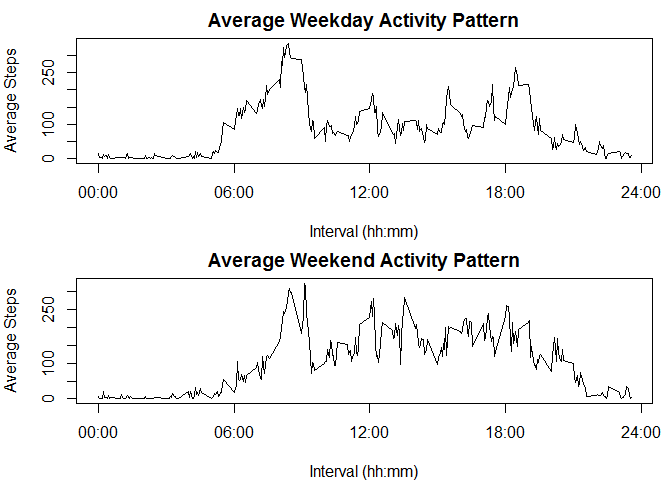 Average Weekday Activity Pattern
Average Steps
250
100
0
00:00 06:00 12:00 18:00 24:00
Interval (hh:mm)
Average Weekend Activity Pattern
Average Steps
250
100
0
00:00 06:00 12:00 18:00 24:00
Interval (hh:mm)